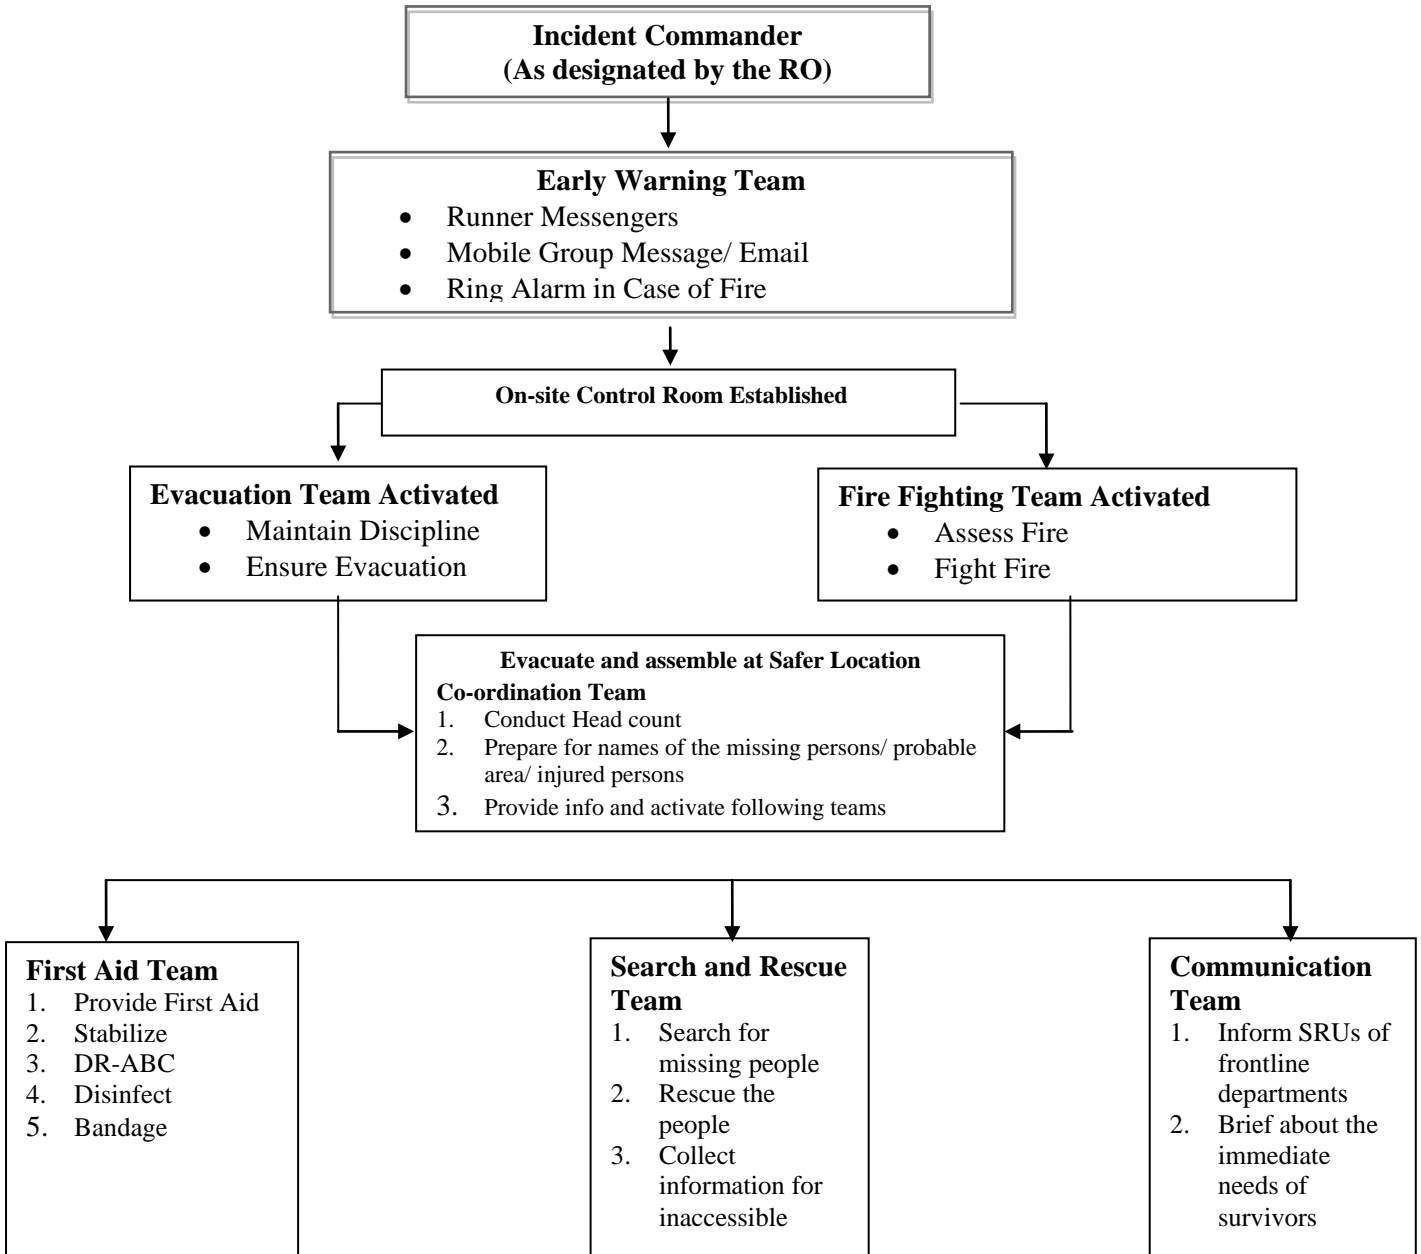 Incident Commander
(As designated by the RO)
Early Warning Team
• Runner Messengers
• Mobile Group Message/ Email
• Ring Alarm in Case of Fire
On-site Control Room Established
Evacuation Team Activated
• Maintain Discipline
• Ensure Evacuation
Fire Fighting Team Activated
• Assess Fire
• Fight Fire
Evacuate and assemble at Safer Location
Co-ordination Team
1. Conduct Head count
2. Prepare for names of the missing persons/ probable
area/ injured persons
3. Provide info and activate following teams
First Aid Team
1. Provide First Aid
2. Stabilize
3. DR-ABC
4. Disinfect
5. Bandage
Search and Rescue
Team
1. Search for
missing people
2. Rescue the
people
3. Collect
information for
inaccessible
Communication
Team
1. Inform SRUs of
frontline
departments
2. Brief about the
immediate
needs of
survivors